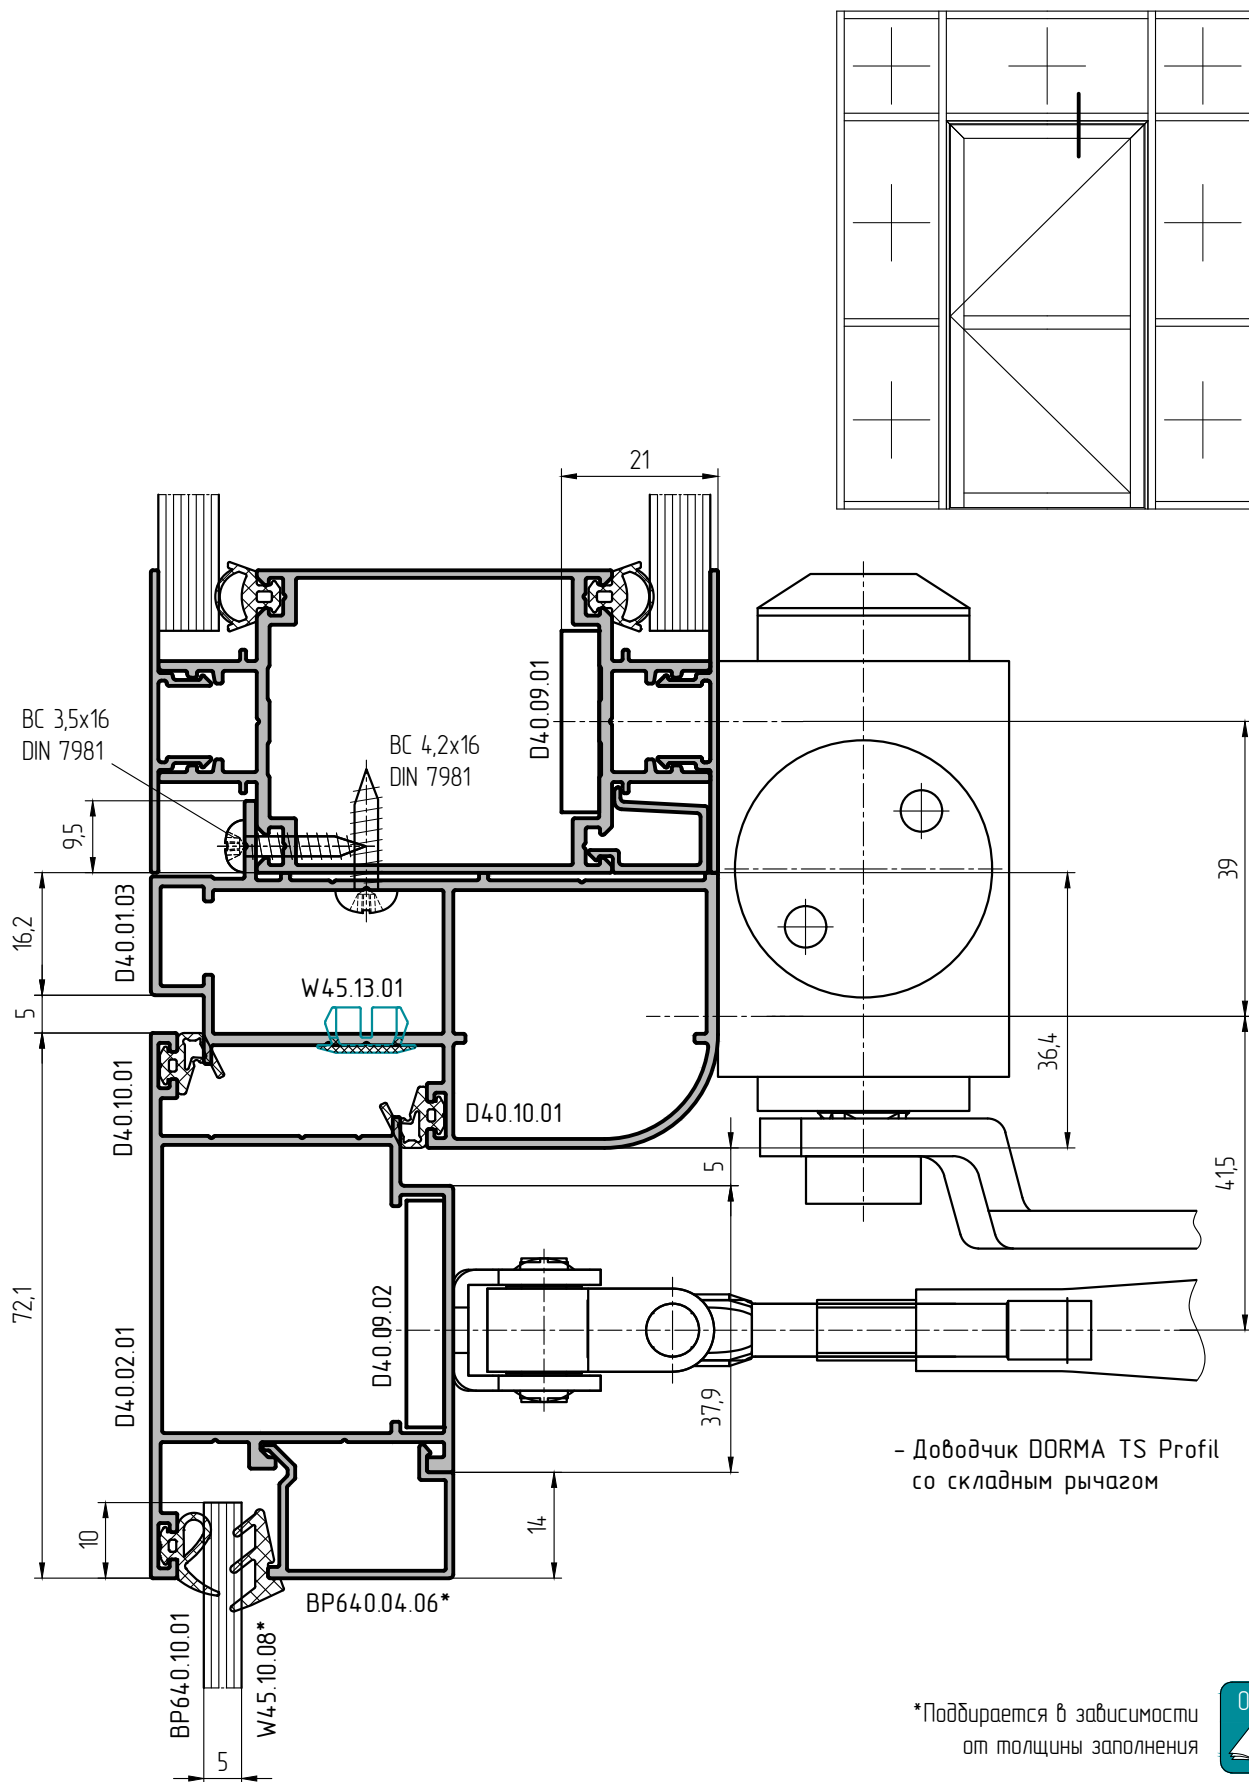 21
D40.09.01
ВС 3,5x16
DIN 7981
ВС 4,2x16
DIN 7981
9,5
39
D40.01.03
16,2
W45.13.01
5
36,4
D40.10.01
D40.10.01
5
41,5
72,1
D40.02.01
D40.09.02
37,9
- Доводчик DORMA TS Profil
со складным рычагом
10
14
BP640.04.06*
BP640.10.01
W45.10.08*
5
*Подбирается в зависимости
от толщины заполнения